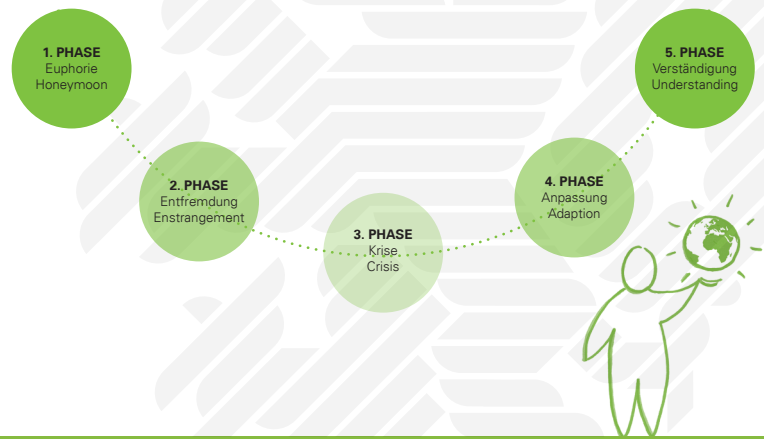 1. PHASE
Euphorie
Honeymoon
2. PHASE
Entfremdung
Enstrangement
3. PHASE
Krise
Crisis
4. PHASE
Anpassung
Adaption
5. PHASE
Verständigung
Understanding